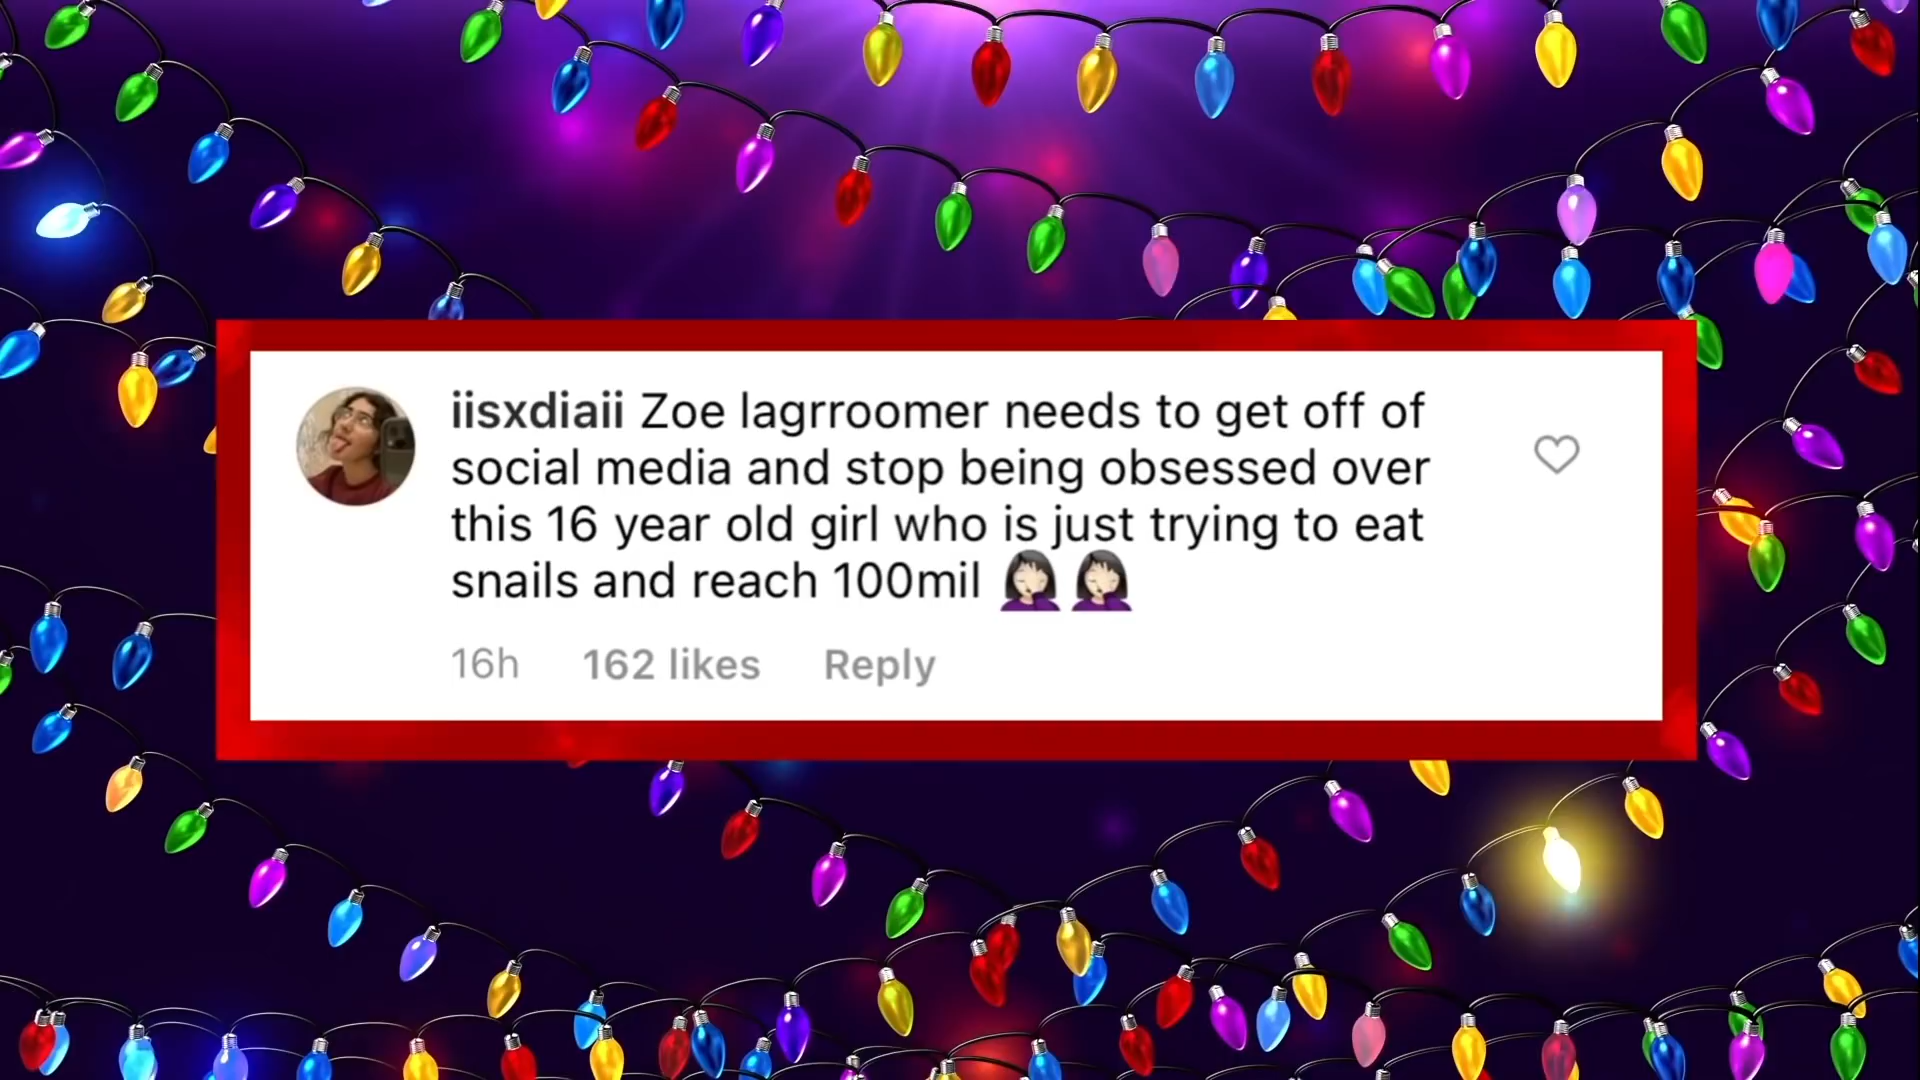 iisxdiaii Zoe lagrroomer needs to get off of
social media and stop being obsessed over
this 16 year old girl who is just trying to eat
snails and reach 100mil 🤦🏻‍♀️🤦🏻‍♀️
16h 162 likes Reply